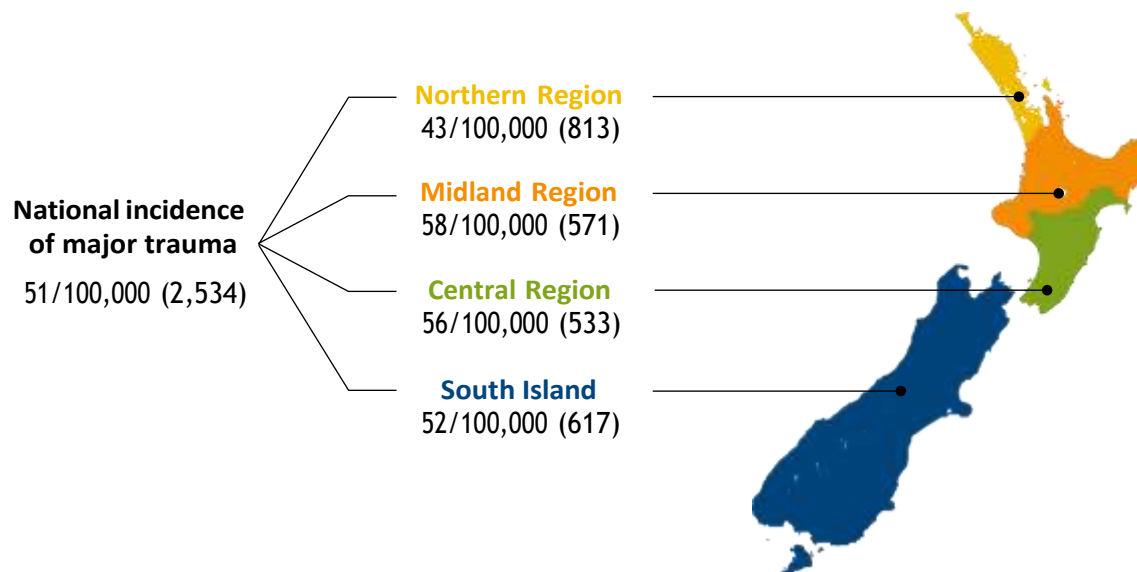 National incidence
of major trauma
51/100,000 (2,534)
Northern Region
43/100,000 (813)
Midland Region
58/100,000 (571)
Central Region
56/100,000 (533)
South Island
52/100,000 (617)